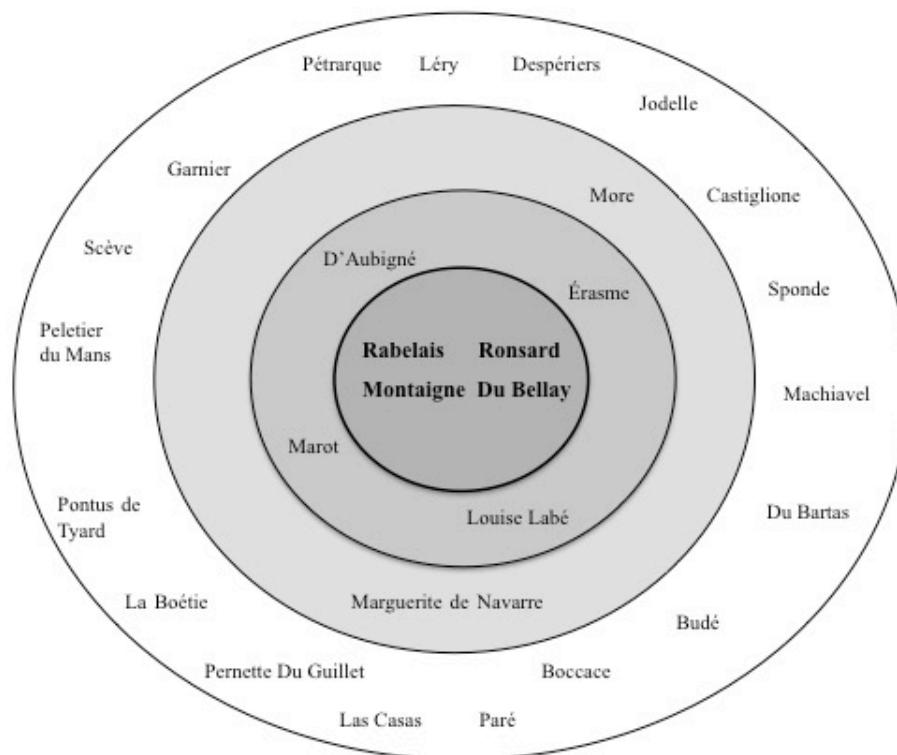 Pétrarque Léry Despériers
Jodelle
Garnier
More Castiglione
Scève
D'Aubigné
Érasme Sponde
Peletier
du Mans
Rabelais Ronsard
Montaigne Du Bellay
Machiavel
Marot
Pontus de
Tyard
Louise Labé
Du Bartas
La Boétie Marguerite de Navarre
Budé
Pernette Du Guillet Boccace
Las Casas Paré